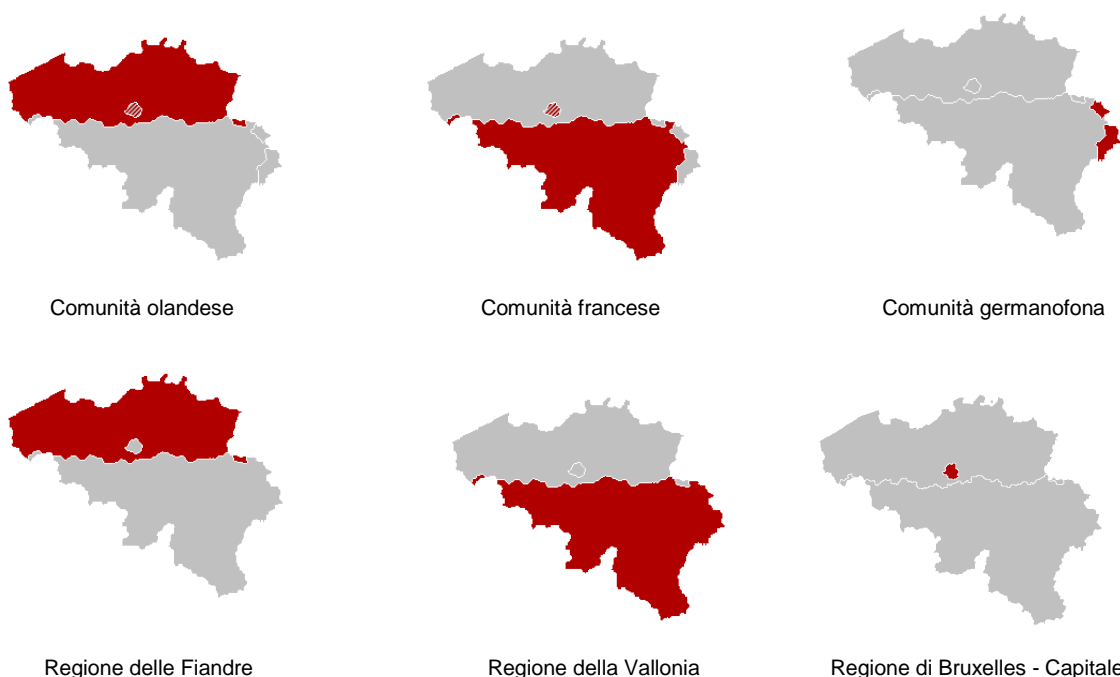 Comunità olandese
Comunità francese
Comunità germanofona
Regione delle Fiandre
Regione della Vallonia
Regione di Bruxelles - Capitale